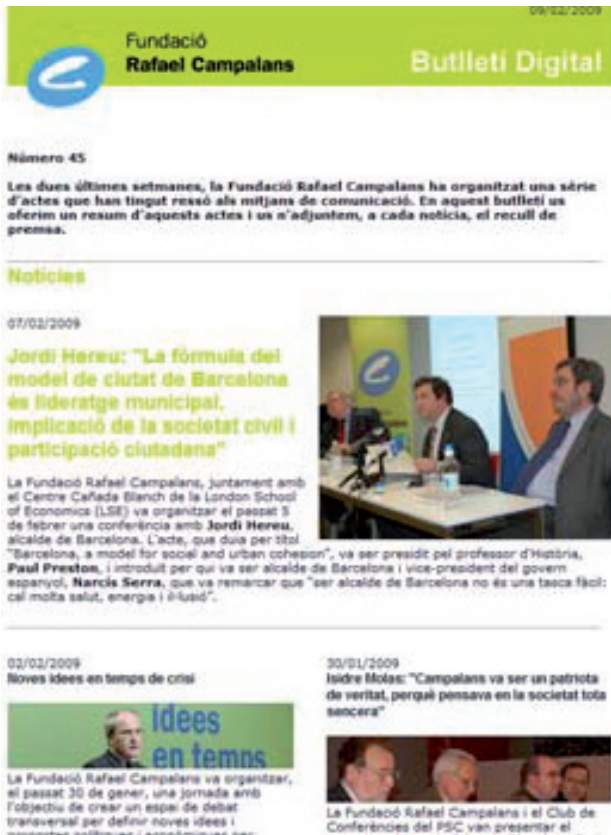 09/02/2009
Fundació
Rafael Campalans
Butlletí Digital
Número 45
Les dues últimes setmanes, la Fundació Rafael Campalans ha organitzat una sèrie
d'actes que han tingut ressó als mitjans de comunicació. En aquest butlletí us
oferim un resum d'aquests actes i us n'adjuntem, a cada notícia, el recull de
premsa.
Notícies
07/02/2009
Jordi Hereu: "La fórmula del
model de ciutat de Barcelona
és lideratge municipal,
implicació de la societat civil i
participació ciutadana"
La Fundació Rafael Campalans, juntament amb
el Centre Cañada Blanch de la London School
of Economics (LSE) va organitzar el passat 5
de febrer una conferència amb Jordi Hereu,
alcalde de Barcelona. L'acte, que duia per títol
"Barcelona, a model for social and urban cohesion", va ser presidit pel professor d'Història,
Paul Preston, i introduït per qui va ser alcalde de Barcelona i vice-president del govern
espanyol, Narcís Serra, que va remarcar que "ser alcalde de Barcelona no és una tasca fàcil:
cal molta salut, energia i il·lusió".
02/02/2009
Noves idees en temps de crisi
idees
en temps
La Fundació Rafael Campalans va organitzar,
el passat 30 de gener, una jornada amb
l'objectiu de crear un espai de debat
transversal per definir noves idees i
30/01/2009
Isidre Molas: "Campalans va ser un patriota
de veritat, perquè pensava en la societat tota
sencera"
La Fundació Rafael Campalans i el Club de
Conferències del PSC van presentar el